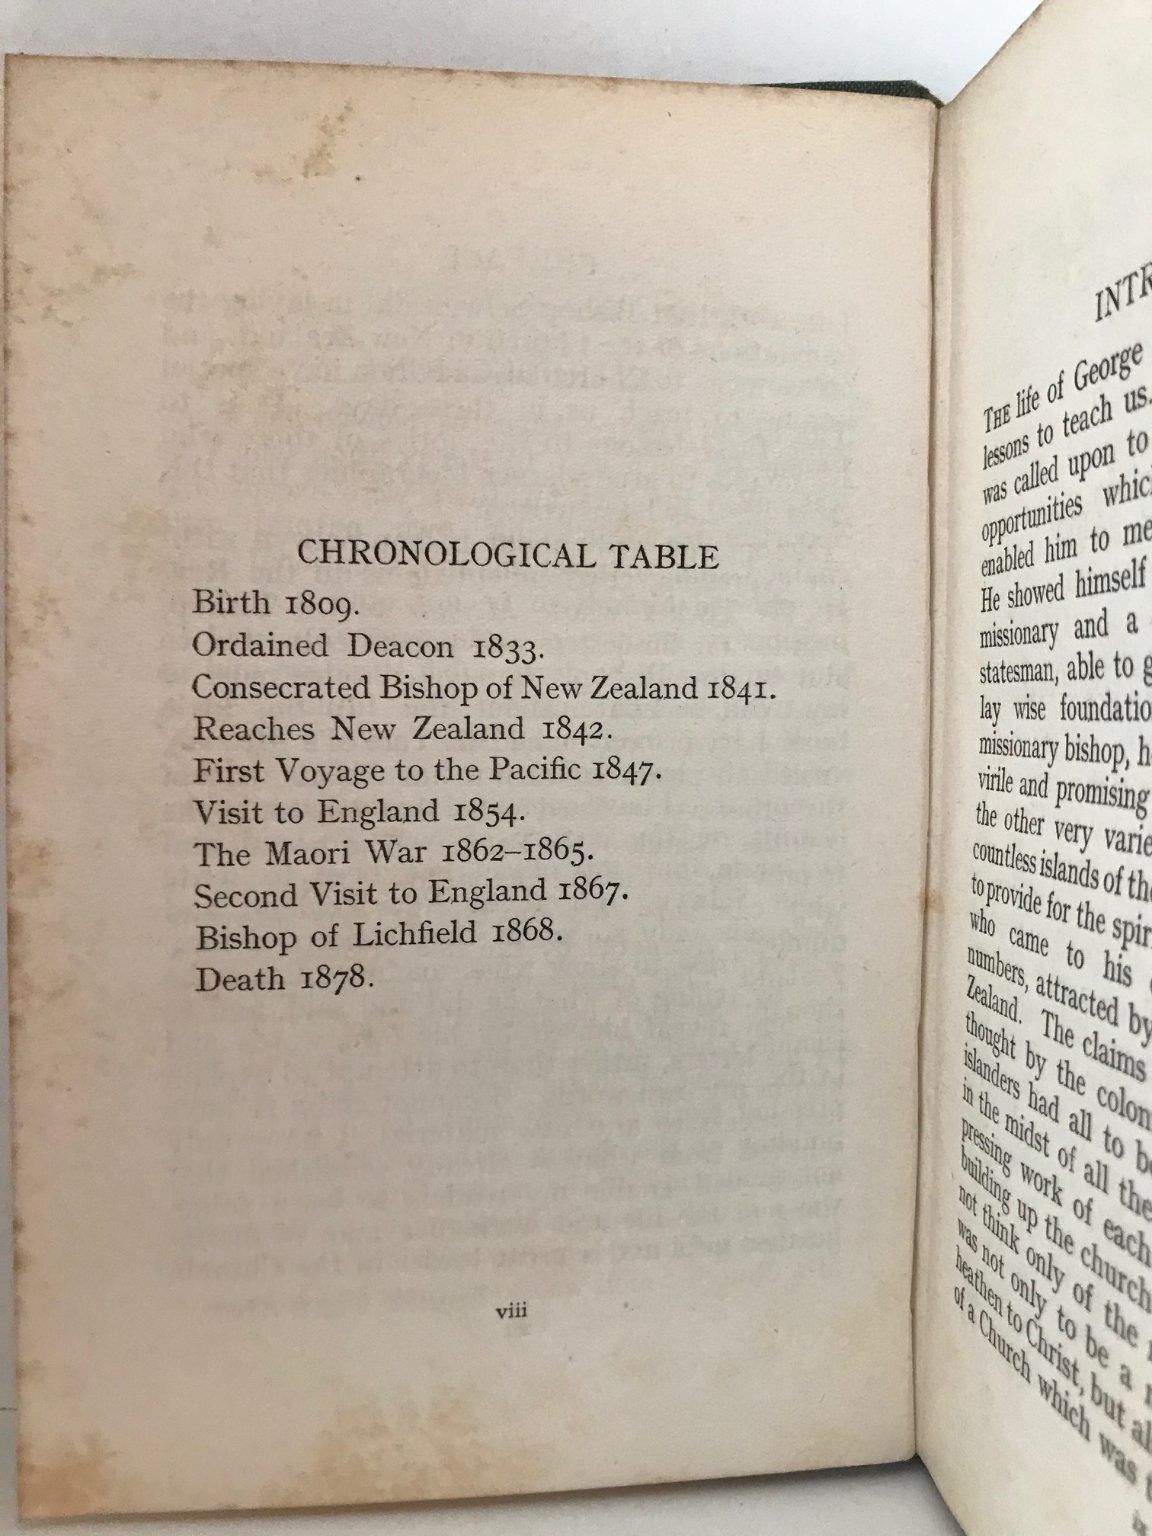 CHRONOLOGICAL TABLE
Birth 1809.
Ordained Deacon 1833.
Consecrated Bishop of New Zealand 1841.
Reaches New Zealand 1842.
First Voyage to the Pacific 1847.
Visit to England 1854.
The Maori War 1862–1865.
Second Visit to England 1867.
Bishop of Lichfield 1868.
Death 1878.
viii
INTR
THE life of George
lessons to teach us.
was called upon to
opportunities whic
enabled him to me
He showed himself
missionary and a
statesman, able to g
lay wise foundatio
missionary bishop, h
virile and promising
the other very varie
countless islands of th
to provide for the spir
who came to his
numbers, attracted by
Zealand. The claims
thought by the colon
islanders had all to b
in the midst of all the
pressing work of each
building up the church
not think only of the
was not only to be a
heathen to Christ, but al
of a Church which was t